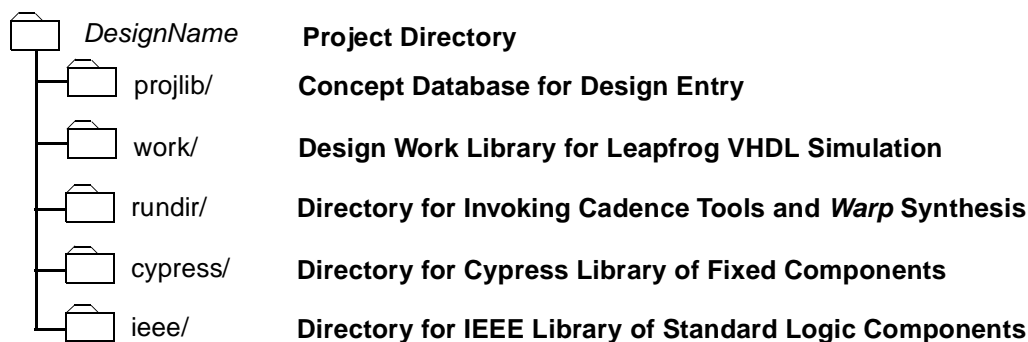 DesignName Project Directory
projlib/ Concept Database for Design Entry
work/ Design Work Library for Leapfrog VHDL Simulation
rundir/ Directory for Invoking Cadence Tools and Warp Synthesis
cypress/ Directory for Cypress Library of Fixed Components
ieee/ Directory for IEEE Library of Standard Logic Components